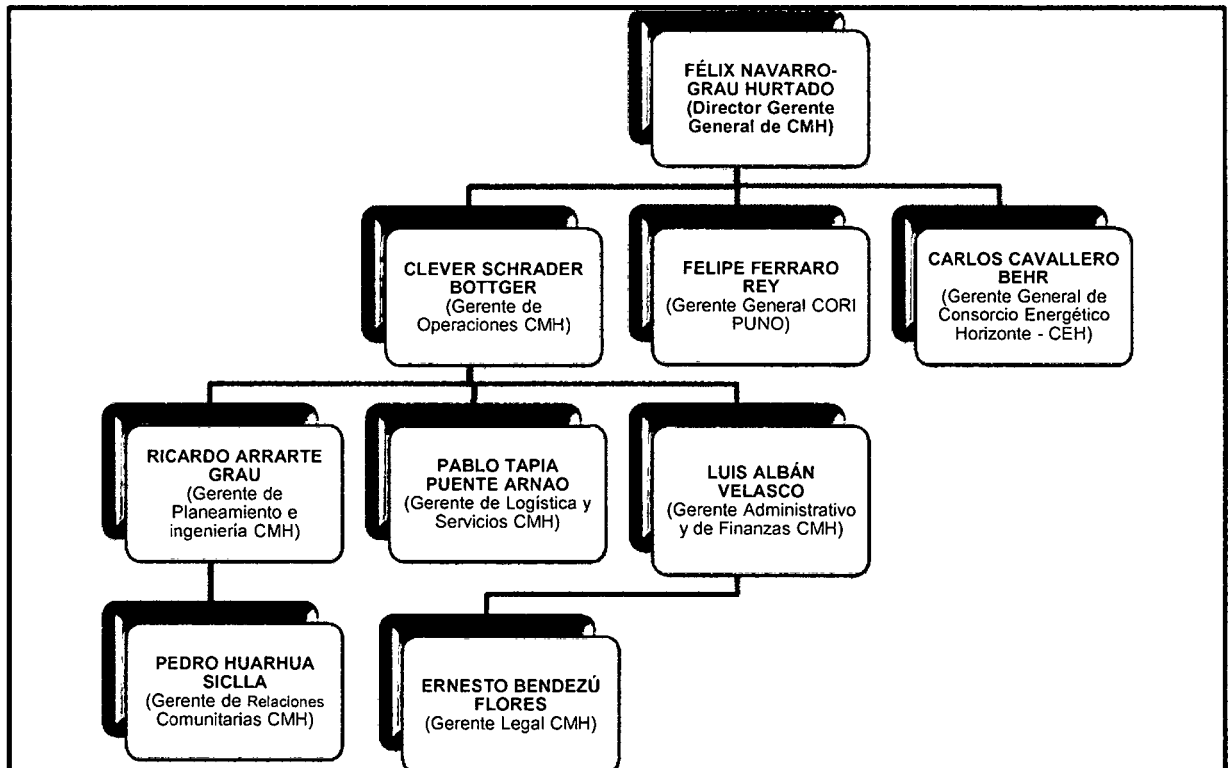 FÉLIX NAVARRO-
GRAU HURTADO
(Director Gerente
General de CMH)
CLEVER SCHRADER
BOTTGER
(Gerente de
Operaciones CMH)
FELIPE FERRARO
REY
(Gerente General CORI
PUNO)
CARLOS CAVALLERO
BEHR
(Gerente General de
Consorcio Energético
Horizonte - CEH)
RICARDO ARRARTE
GRAU
(Gerente de
Planeamiento e
ingeniería CMH)
PABLO TAPIA
PUENTE ARNAO
(Gerente de Logística y
Servicios CMH)
LUIS ALBÁN
VELASCO
(Gerente Administrativo
y de Finanzas CMH)
PEDRO HUARHUA
SICLLA
(Gerente de Relaciones
Comunitarias CMH)
ERNESTO BENDEZÚ
FLORES
(Gerente Legal CMH)